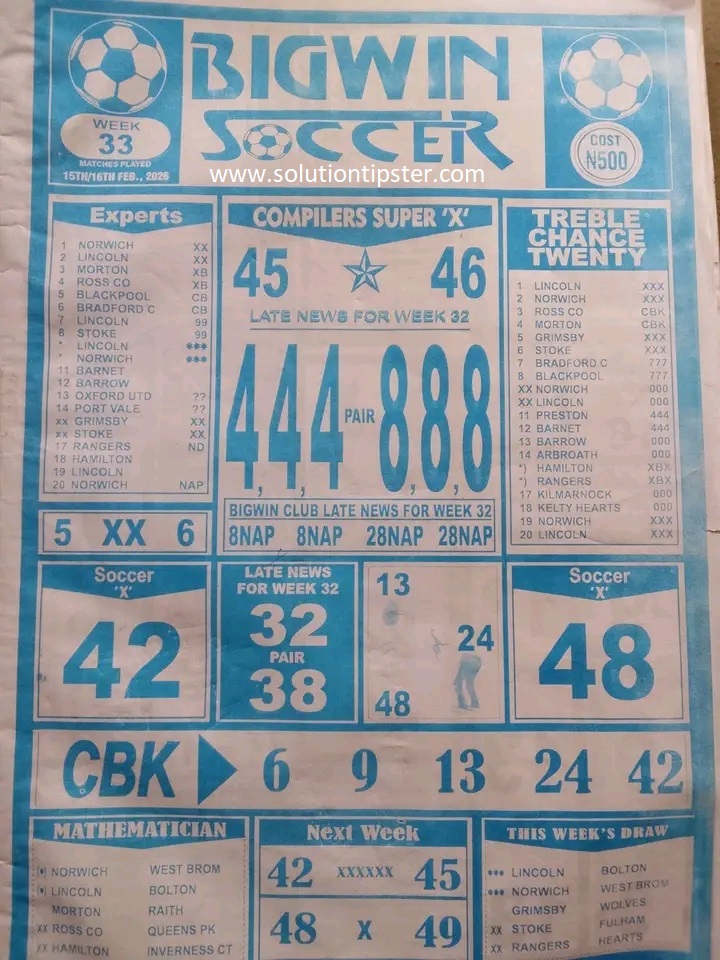 BIGWIN
SOCCER
WEEK
33
MATCHES PLAYED
15TH/16TH FEB., 2026
COST
₦500
www.solutiontipster.com
Experts
1 NORWICH XX
2 LINCOLN XX
3 MORTON XB
4 ROSS CO XB
5 BLACKPOOL CB
6 BRADFORD C CB
7 LINCOLN 99
8 STOKE 99
* LINCOLN ***
* NORWICH ***
11 BARNET
12 BARROW
13 OXFORD UTD ??
14 PORT VALE ??
xx GRIMSBY XX
xx STOKE XX
17 RANGERS ND
18 HAMILTON
19 LINCOLN
20 NORWICH NAP
5 XX 6
COMPILERS SUPER 'X'
45 46
LATE NEWS FOR WEEK 32
4,4,4 PAIR 8,8,8
BIGWIN CLUB LATE NEWS FOR WEEK 32
8NAP 8NAP 28NAP 28NAP
TREBLE
CHANCE
TWENTY
1 LINCOLN XXX
2 NORWICH XXX
3 ROSS CO CBK
4 MORTON CBK
5 GRIMSBY XXX
6 STOKE XXX
7 BRADFORD C 777
8 BLACKPOOL 777
XX NORWICH 000
XX LINCOLN 000
11 PRESTON 444
12 BARNET 444
13 BARROW 000
14 ARBROATH 000
*) HAMILTON XBX
*) RANGERS XBX
17 KILMARNOCK 000
18 KELTY HEARTS 000
19 NORWICH XXX
20 LINCOLN XXX
Soccer
'X'
42
LATE NEWS
FOR WEEK 32
32
PAIR
38
13
24
48
Soccer
'X'
48
CBK 6 9 13 24 42
MATHEMATICIAN
[*] NORWICH WEST BROM
[*] LINCOLN BOLTON
MORTON RAITH
XX ROSS CO QUEENS PK
XX HAMILTON INVERNESS CT
Next Week
42 XXXXXX 45
48 X 49
THIS WEEK'S DRAW
*** LINCOLN BOLTON
*** NORWICH WEST BROM
GRIMSBY WOLVES
XX STOKE FULHAM
XX RANGERS HEARTS